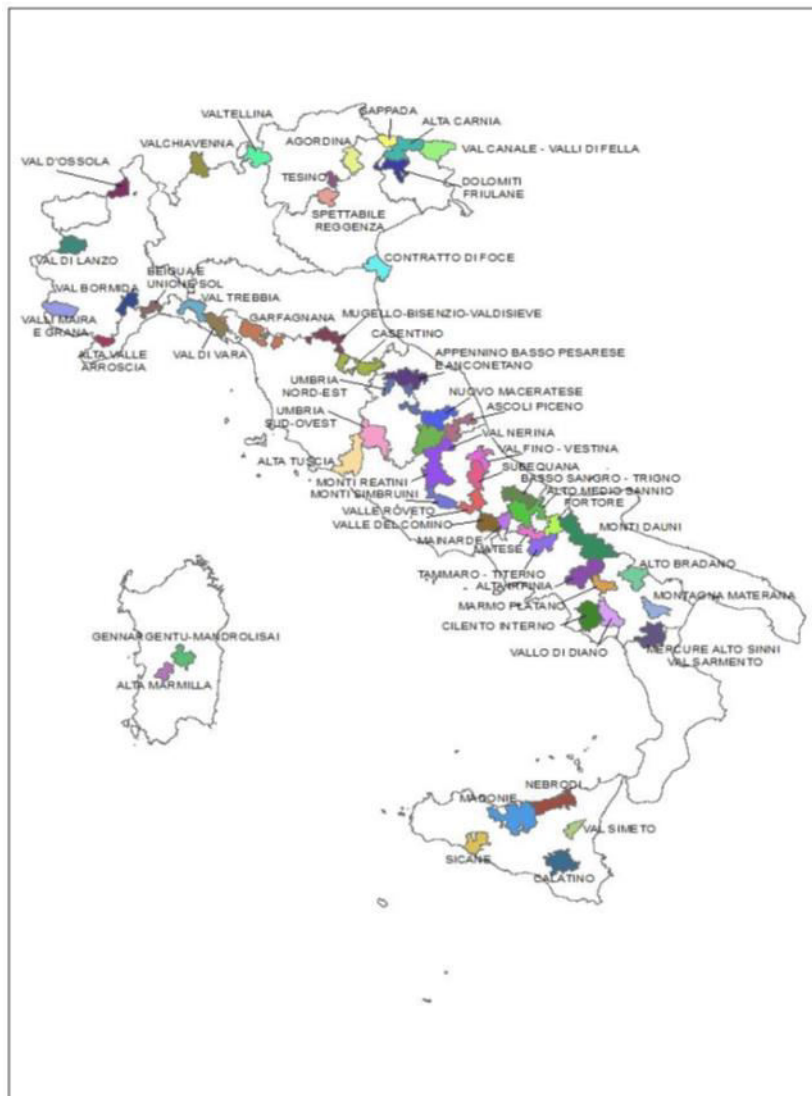 SAPPADA
VALTELLINA
ALTA CARNIA
VALCHIAVENNA
AGORDINA
VAL CANALE - VALLI DI FELLA
VAL D'OSSOLA
TESINO
DOLOMITI
FRIULANE
SPETTABILE
REGGENZA
VAL DI LANZO
CONTRATTO DI FOCE
BEIGUA E
UNIONE SOL
VAL BORMIDA
VAL TREBBIA
GARFAGNANA
MUGELLO-BISENZIO-VALDISIEVE
VALLI MAIRA
E GRANA
CASENTINO
ALTA VALLE
ARROSCIA
VAL DI VARA
APPENNINO BASSO PESARESE
E ANCONETANO
UMBRIA
NORD-EST
NUOVO MACERATESE
ASCOLI PICENO
UMBRIA
SUD-OVEST
VAL NERINA
VAL FINO - VESTINA
ALTA TUSCIA
SUBEQUANA
MONTI REATINI
BASSO SANGRO - TRIGNO
MONTI SIMBRUINI
ALTO MEDIO SANNIO
FORTORE
VALLE ROVETO
VALLE DEL COMINO
MONTI DAUNI
MAINARDE
MATESE
TAMMARO - TITERNO
ALTA IRPINIA
ALTO BRADANO
MARMO PLATANO
MONTAGNA MATERANA
CILENTO INTERNO
VALLO DI DIANO
MERCURE ALTO SINNI
VAL SARMENTO
GENNARGENTU-MANDROLISAI
ALTA MARMILLA
NEBRODI
MADONIE
VAL SIMETO
SICANE
CALATINO